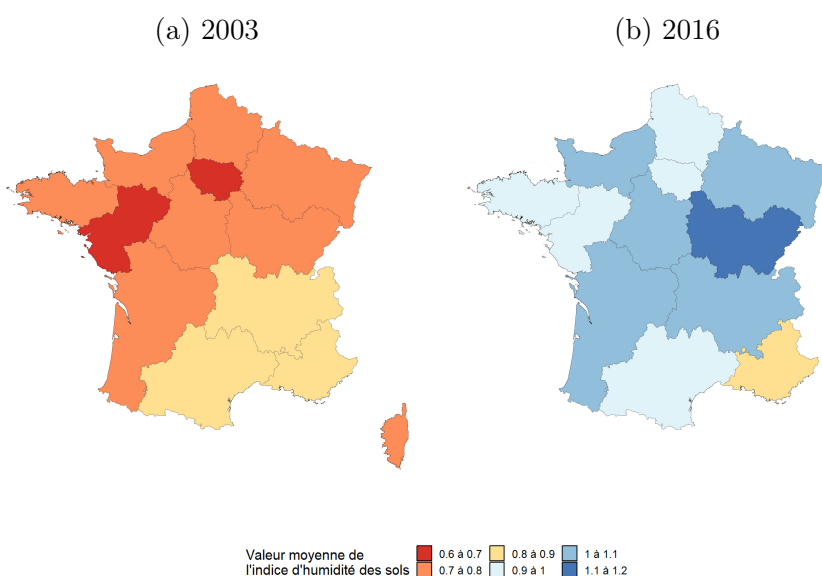 (a) 2003
(b) 2016
Valeur moyenne de
l'indice d'humidité des sols
0.6 à 0.7
0.7 à 0.8
0.8 à 0.9
0.9 à 1
1 à 1.1
1.1 à 1.2